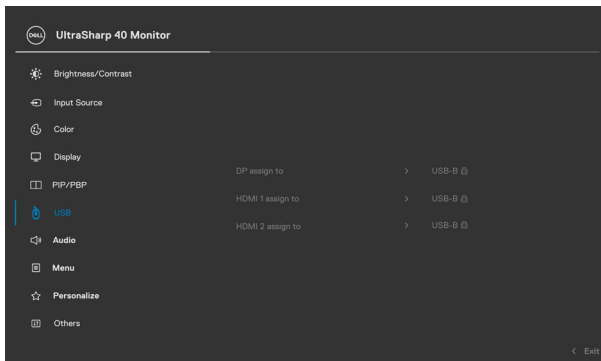 DELL UltraSharp 40 Monitor
Brightness/Contrast
Input Source
Color
Display
DP assign to > USB-B
PIP/PBP
HDMI 1 assign to > USB-B
USB
HDMI 2 assign to > USB-B
Audio
Menu
Personalize
Others
< Exit